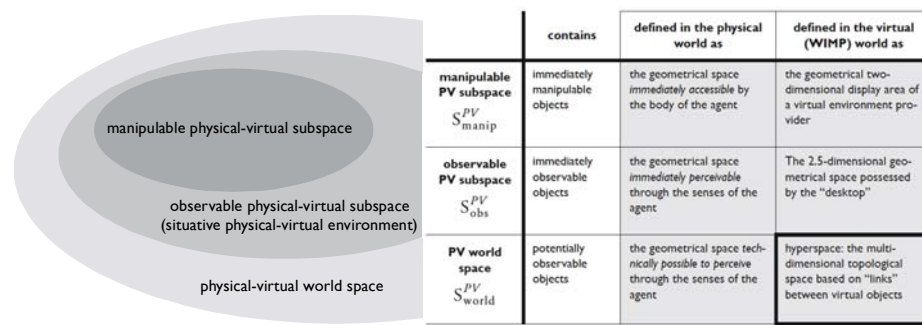 manipulable physical-virtual subspace
observable physical-virtual subspace
(situative physical-virtual environment)
physical-virtual world space
contains
defined in the physical
world as
defined in the virtual
(WIMP) world as
manipulable
PV subspace
S^PV_manip
immediately
manipulable
objects
the geometrical space
immediately accessible by
the body of the agent
the geometrical two-
dimensional display area of
a virtual environment pro-
vider
observable
PV subspace
S^PV_obs
immediately
observable
objects
the geometrical space
immediately perceivable
through the senses of the
agent
The 2.5-dimensional geo-
metrical space possessed
by the “desktop”
PV world
space
S^PV_world
potentially
observable
objects
the geometrical space tech-
nically possible to perceive
through the senses of the
agent
hyperspace: the multi-
dimensional topological
space based on “links”
between virtual objects